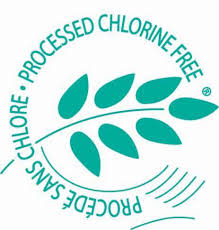 PROCESSED CHLORINE FREE ®
PROCÉDÉ SANS CHLORE •